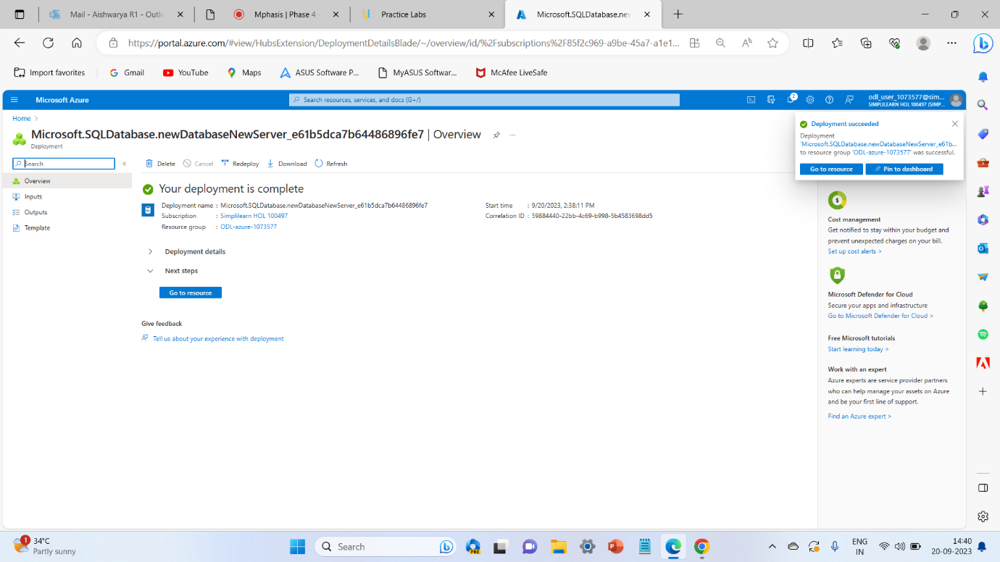 Mail - Aishwarya R1 - Outlo
Mphasis | Phase 4 -
Practice Labs
Microsoft.SQLDatabase.new
https://portal.azure.com/#view/HubsExtension/DeploymentDetailsBlade/~/overview/id/%2Fsubscriptions%2F85f2c969-a9be-45a7-a1e1...
Import favorites
Gmail
YouTube
Maps
ASUS Software P...
MyASUS Softwar...
McAfee LiveSafe
Microsoft Azure
Search resources, services, and docs (G+/)
2
odl_user_1073577@sim...
SIMPLILEARN HOL 100497 (SIMP...
Home >
Microsoft.SQLDatabase.newDatabaseNewServer_e61b5dca7b64486896fe7 | Overview
...
Deployment
Search
«
Overview
Inputs
Outputs
Template
Delete
Cancel
Redeploy
Download
Refresh
Your deployment is complete
Deployment name : Microsoft.SQLDatabase.newDatabaseNewServer_e61b5dca7b64486896fe7
Subscription : Simplilearn HOL 100497
Resource group : ODL-azure-1073577
Start time : 9/20/2023, 2:38:11 PM
Correlation ID : 59884440-22bb-4c69-b998-5b4583698dd5
Deployment details
Next steps
Go to resource
Give feedback
Tell us about your experience with deployment
Deployment succeeded
Deployment
'Microsoft.SQLDatabase.newDatabaseNewServer_e61b...
to resource group 'ODL-azure-1073577' was successful.
Go to resource
Pin to dashboard
Cost management
Get notified to stay within your budget and
prevent unexpected charges on your bill.
Set up cost alerts >
Microsoft Defender for Cloud
Secure your apps and infrastructure
Go to Microsoft Defender for Cloud >
Free Microsoft tutorials
Start learning today >
Work with an expert
Azure experts are service provider partners
who can help manage your assets on Azure
and be your first line of support.
Find an Azure expert >
1
34°C
Partly sunny
Search
PRE
ENG
IN
14:40
20-09-2023